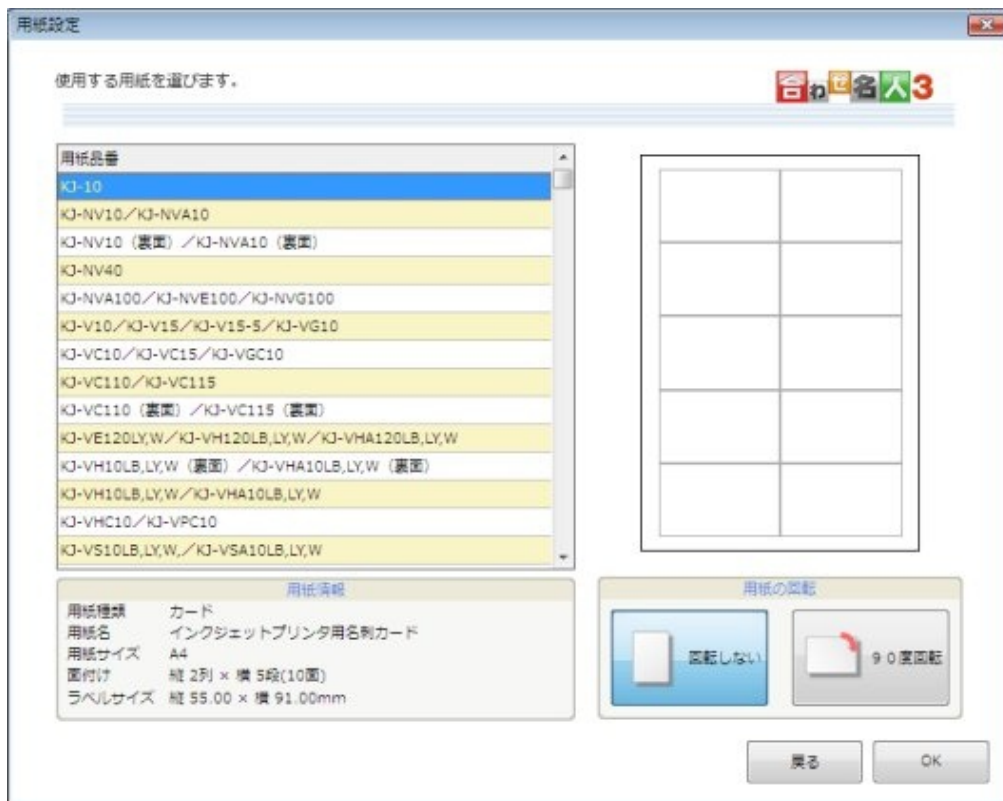 用紙設定
使用する用紙を選びます。
合わせ名人3
用紙品番
KJ-10
KJ-NV10／KJ-NVA10
KJ-NV10（裏面）／KJ-NVA10（裏面）
KJ-NV40
KJ-NVA100／KJ-NVE100／KJ-NVG100
KJ-V10／KJ-V15／KJ-V15-5／KJ-VG10
KJ-VC10／KJ-VC15／KJ-VGC10
KJ-VC110／KJ-VC115
KJ-VC110（裏面）／KJ-VC115（裏面）
KJ-VE120LY,W／KJ-VH120LB,LY,W／KJ-VHA120LB,LY,W
KJ-VH10LB,LY,W（裏面）／KJ-VHA10LB,LY,W（裏面）
KJ-VH10LB,LY,W／KJ-VHA10LB,LY,W
KJ-VHC10／KJ-VPC10
KJ-VS10LB,LY,W,／KJ-VSA10LB,LY,W
用紙情報
用紙種類 カード
用紙名 インクジェットプリンタ用名刺カード
用紙サイズ A4
面付け 縦 2列 × 横 5段(10面)
ラベルサイズ 縦 55.00 × 横 91.00mm
用紙の回転
回転しない
９０度回転
戻る
OK